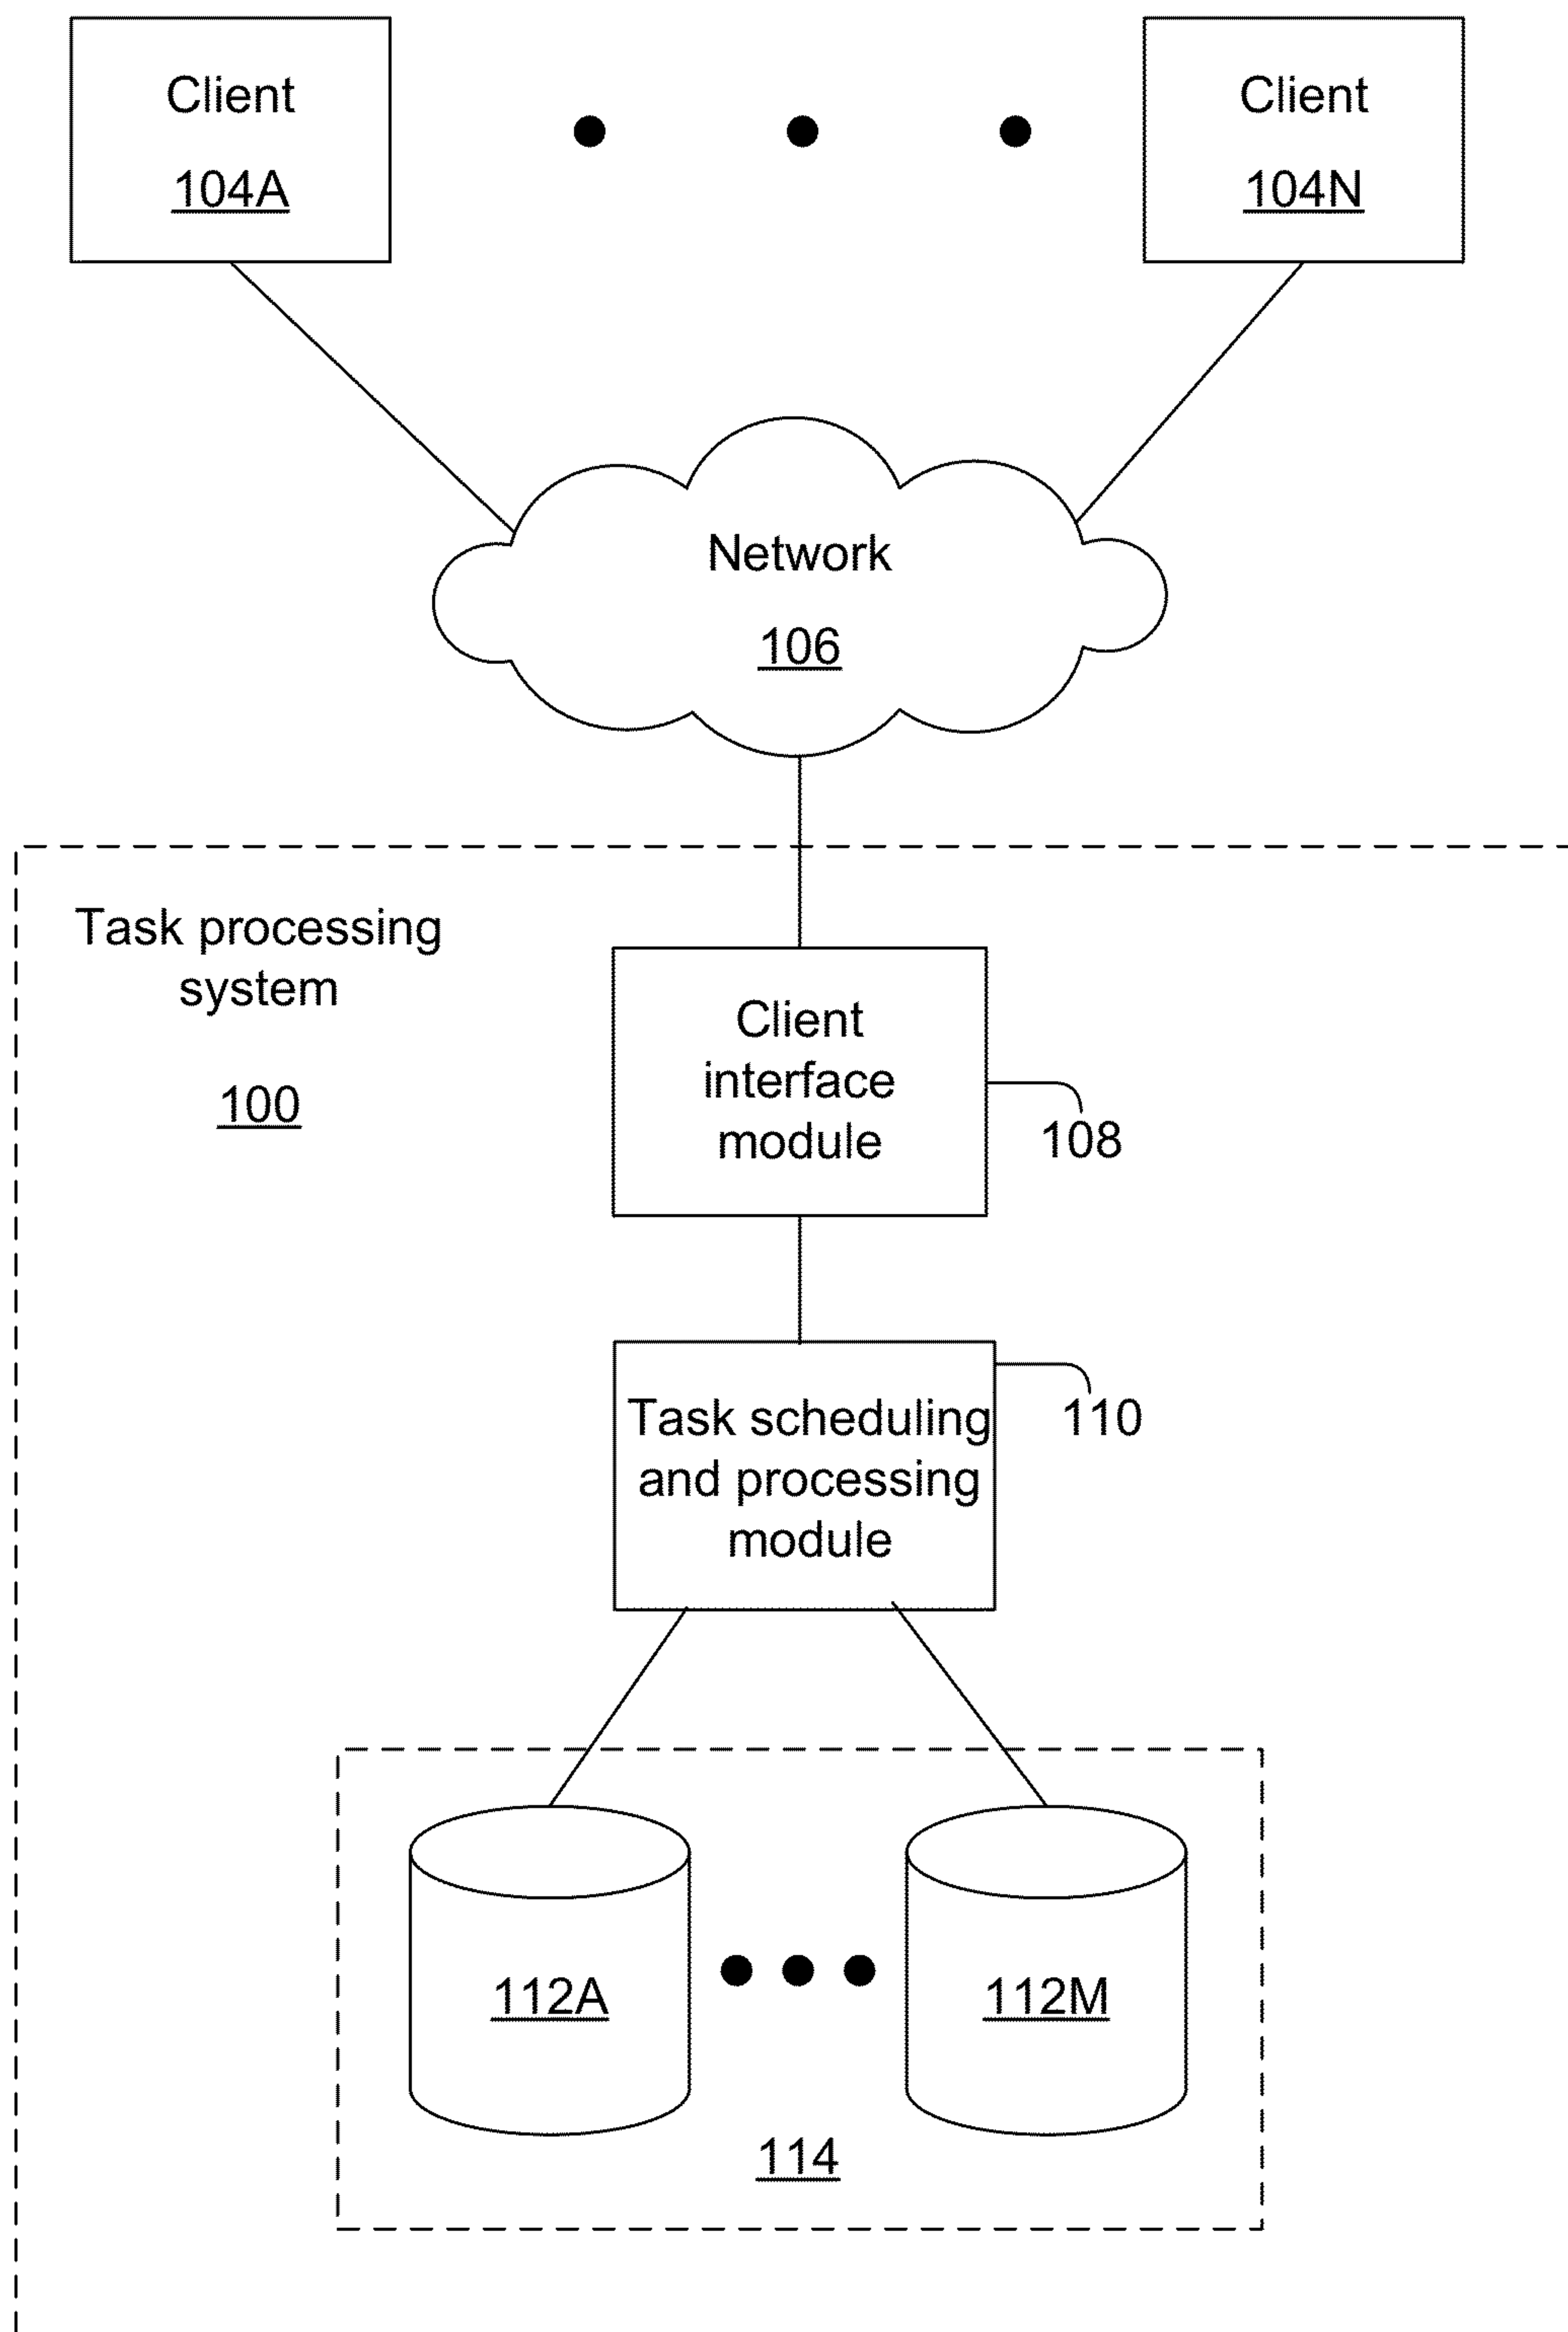 Client
104A
Client
104N
Network
106
Task processing
system
100
Client
interface
module
108
Task scheduling
and processing
module
110
112A
112M
114